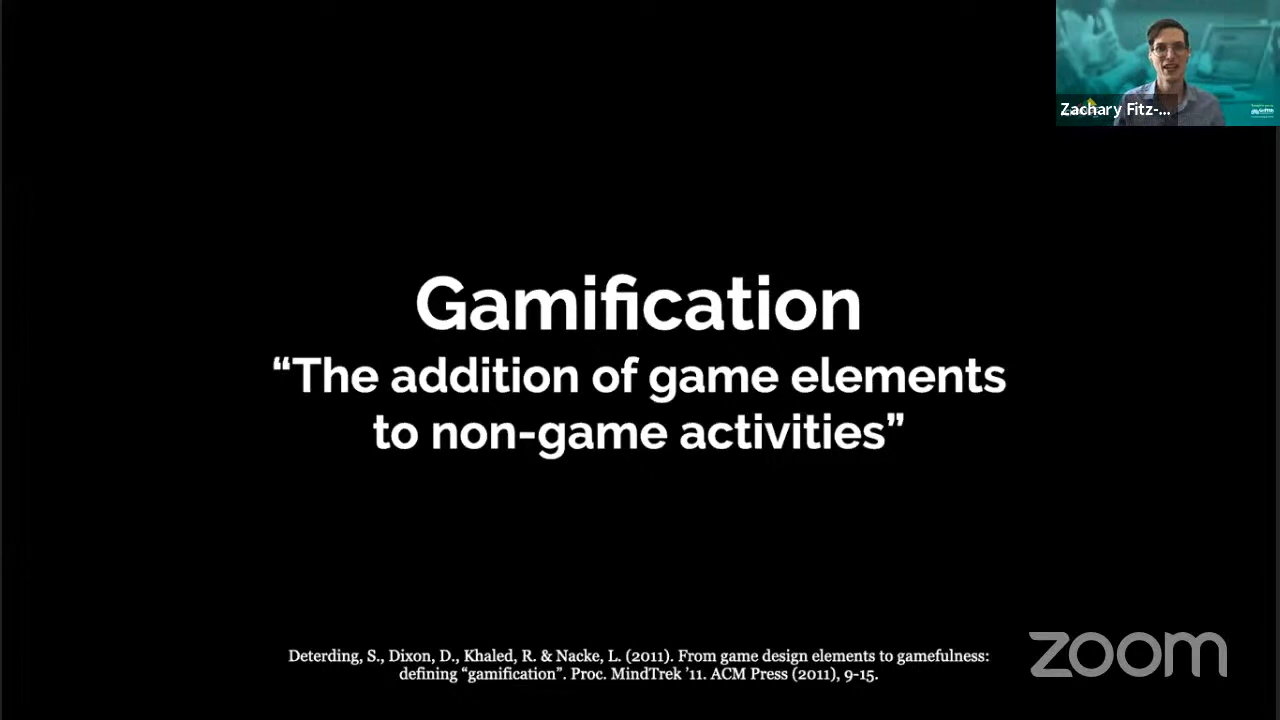 Zachary Fitz-...
Gamification
“The addition of game elements
to non-game activities”
Deterding, S., Dixon, D., Khaled, R. & Nacke, L. (2011). From game design elements to gamefulness:
defining “gamification”. Proc. MindTrek ’11. ACM Press (2011), 9-15.
zoom